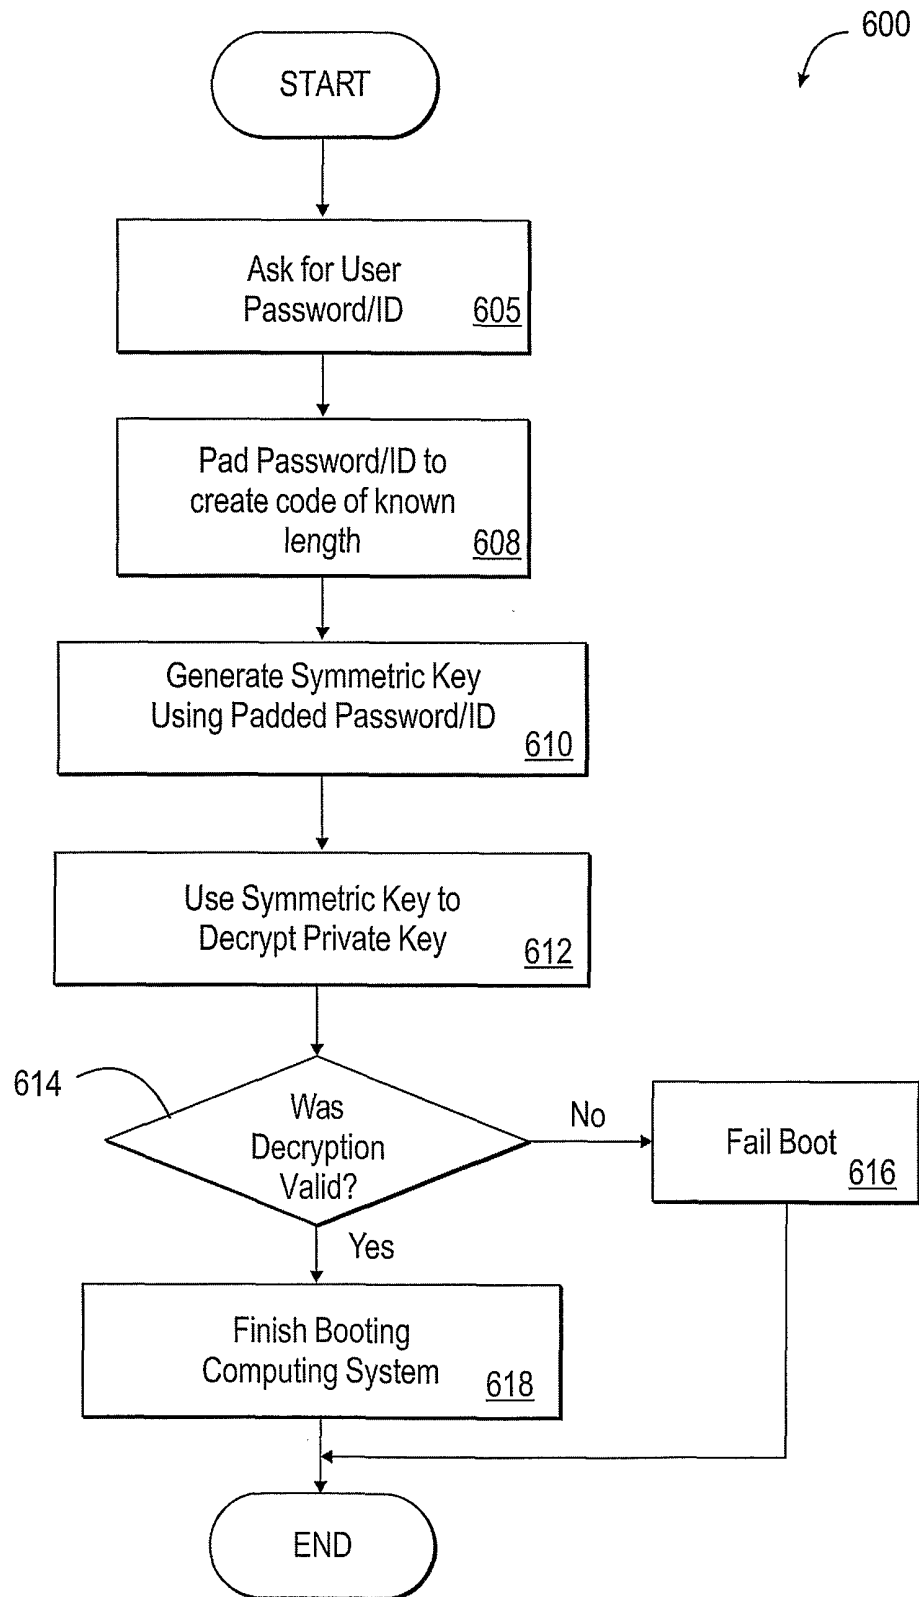 600
START
Ask for User
Password/ID
605
Pad Password/ID to
create code of known
length
608
Generate Symmetric Key
Using Padded Password/ID
610
Use Symmetric Key to
Decrypt Private Key
612
614
Was
Decryption
Valid?
No
Fail Boot
616
Yes
Finish Booting
Computing System
618
END